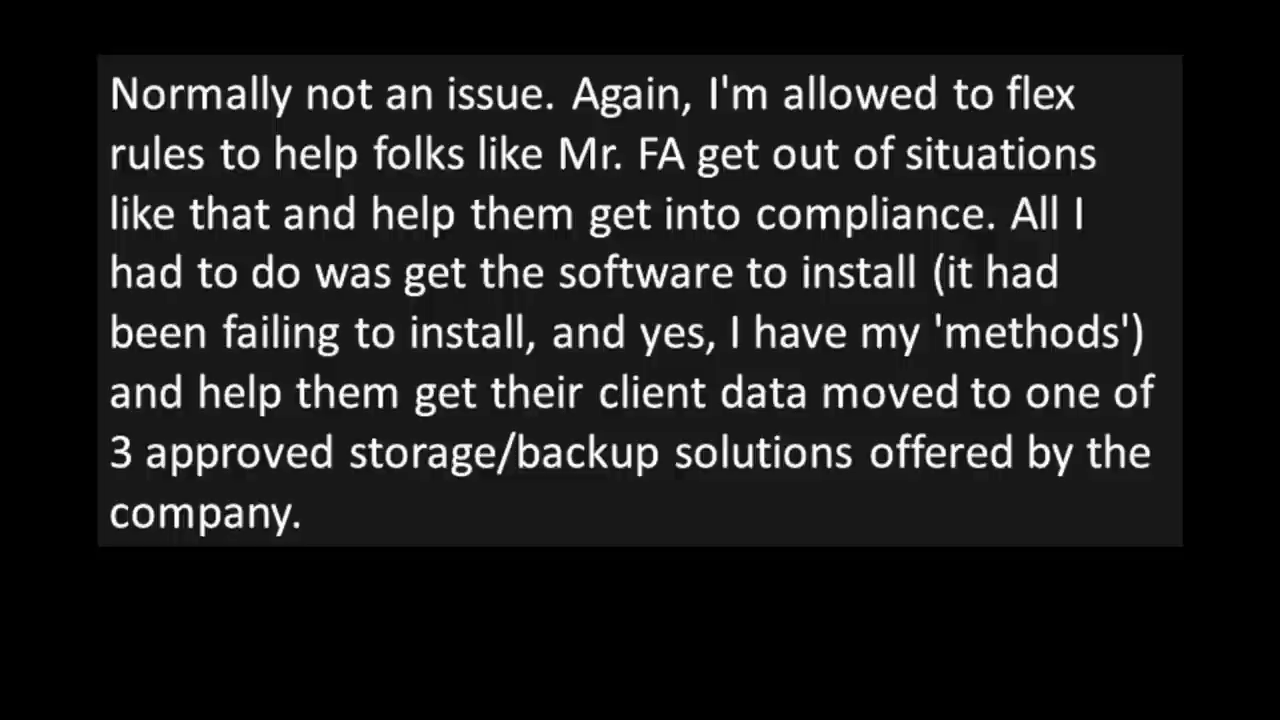 Normally not an issue. Again, I'm allowed to flex
rules to help folks like Mr. FA get out of situations
like that and help them get into compliance. All I
had to do was get the software to install (it had
been failing to install, and yes, I have my 'methods')
and help them get their client data moved to one of
3 approved storage/backup solutions offered by the
company.